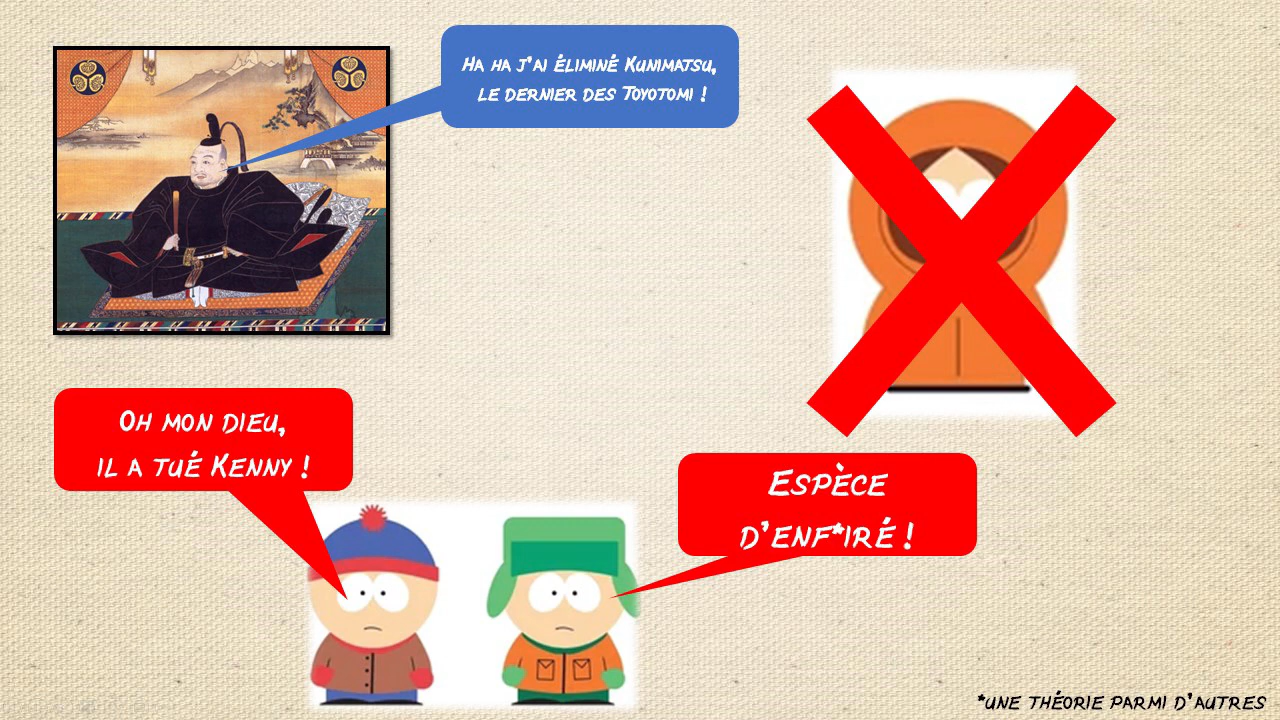 Ha ha j'ai éliminé Kunimatsu,
le dernier des Toyotomi !
Oh mon dieu,
il a tué Kenny !
Espèce
d'enf*iré !
*une théorie parmi d'autres